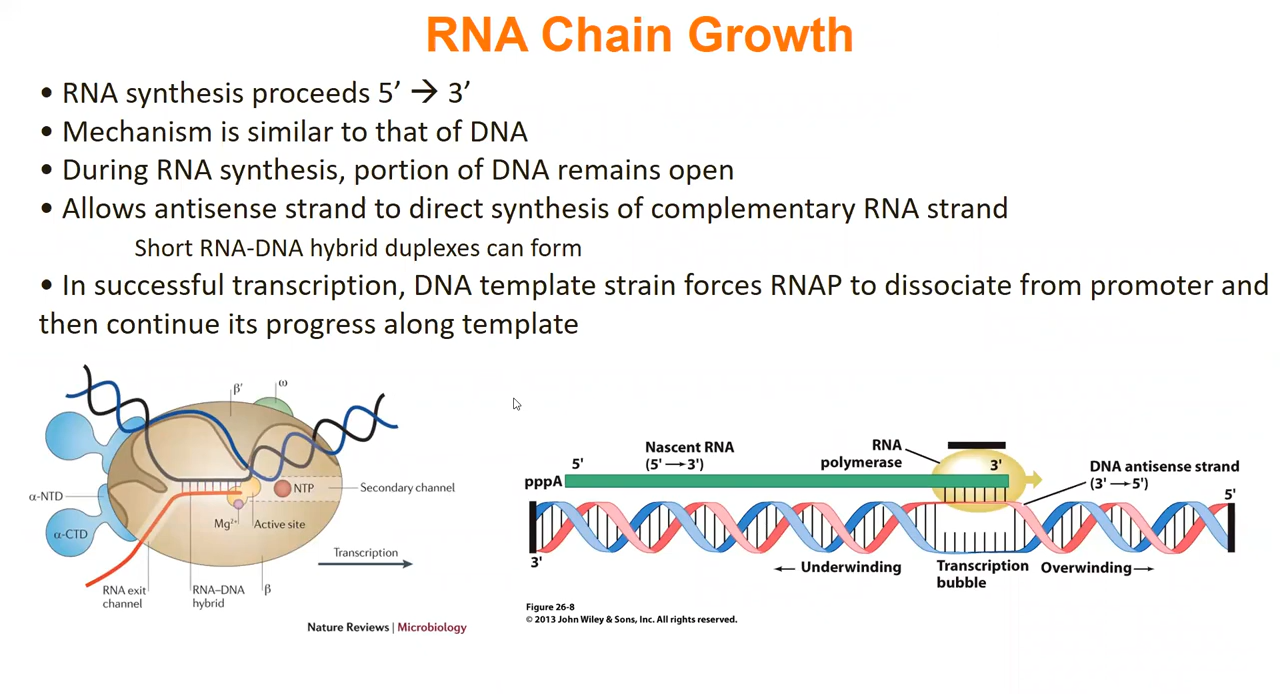 RNA Chain Growth
• RNA synthesis proceeds 5’ → 3’
• Mechanism is similar to that of DNA
• During RNA synthesis, portion of DNA remains open
• Allows antisense strand to direct synthesis of complementary RNA strand
Short RNA-DNA hybrid duplexes can form
• In successful transcription, DNA template strain forces RNAP to dissociate from promoter and
then continue its progress along template
β′
ω
α-NTD
α-CTD
NTP
Secondary channel
Mg2+
Active site
Transcription
RNA exit
channel
RNA–DNA
hybrid
β
Nature Reviews | Microbiology
Nascent RNA
(5' → 3')
RNA
polymerase
5'
3'
pppA
DNA antisense strand
(3' → 5')
5'
3'
← Underwinding
Transcription
bubble
Overwinding →
Figure 26-8
© 2013 John Wiley & Sons, Inc. All rights reserved.